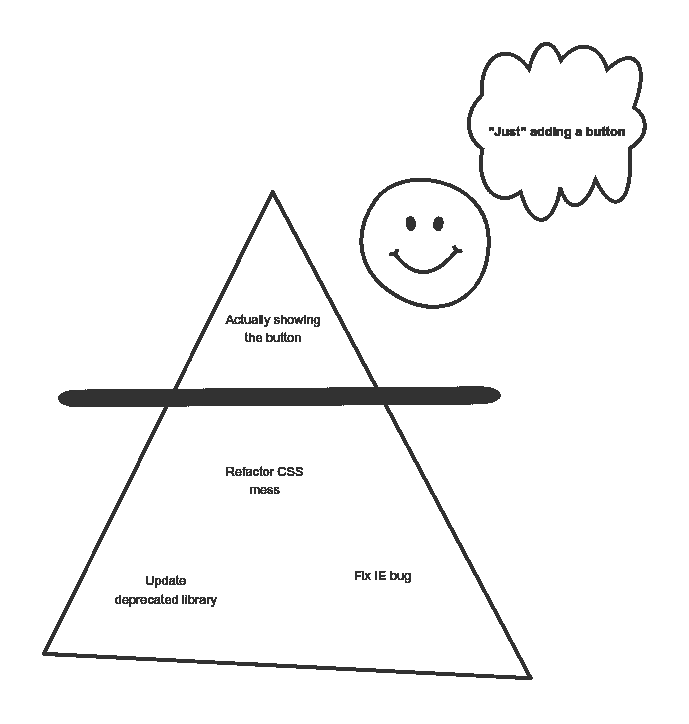 "Just" adding a button
Actually showing
the button
Refactor CSS
mess
Fix IE bug
Update
deprecated library